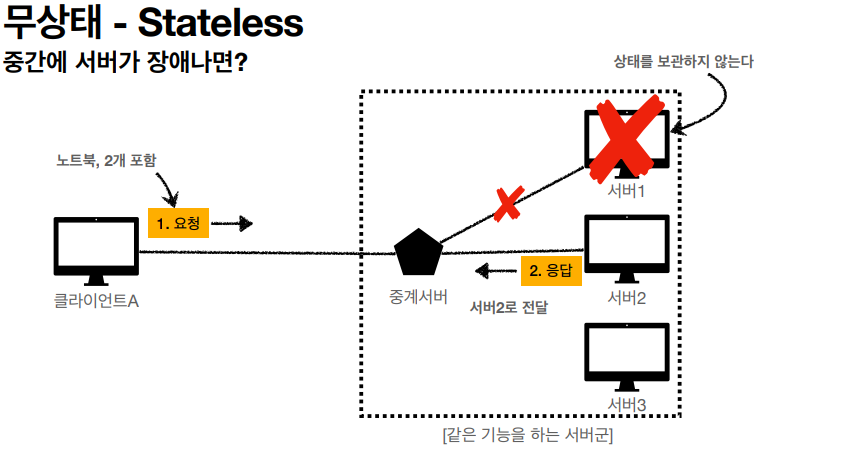 무상태 - Stateless
중간에 서버가 장애나면?
상태를 보관하지 않는다
노트북, 2개 포함
1. 요청
서버1
클라이언트A
중계서버
2. 응답
서버2로 전달
서버2
서버3
[같은 기능을 하는 서버군]